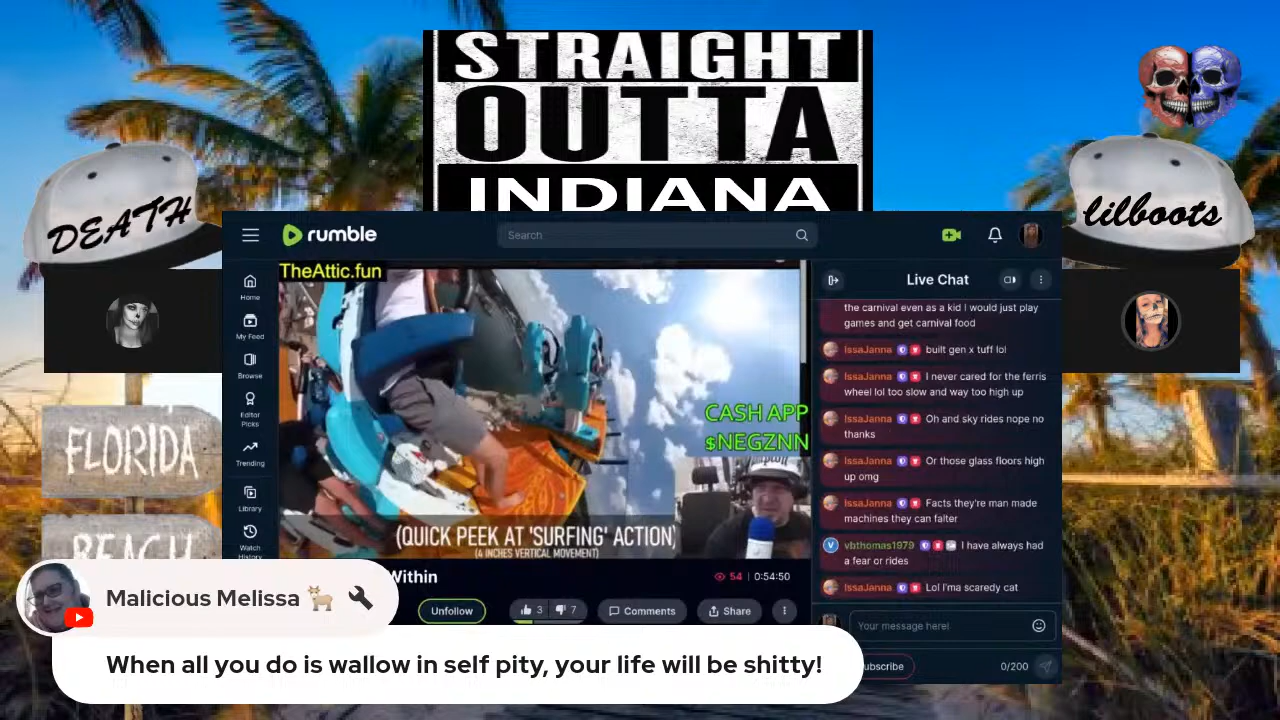 STRAIGHT
OUTTA
INDIANA
DEATH
lilboots
rumble
Search
TheAttic.fun
Home
My Feed
Browse
Editor
Picks
Trending
Library
Watch
History
CASH APP
$NEGZNN
(QUICK PEEK AT 'SURFING' ACTION)
(4 INCHES VERTICAL MOVEMENT)
Within
54
0:54:50
Unfollow
3
7
Comments
Share
Live Chat
the carnival even as a kid I would just play
games and get carnival food
IssaJanna built gen x tuff lol
IssaJanna I never cared for the ferris
wheel lol too slow and way too high up
IssaJanna Oh and sky rides nope no
thanks
IssaJanna Or those glass floors high
up omg
IssaJanna Facts they're man made
machines they can falter
V vbthomas1979 I have always had
a fear or rides
IssaJanna Lol I'ma scaredy cat
Your message here!
ubscribe
0/200
FLORIDA
BEACH
Malicious Melissa
When all you do is wallow in self pity, your life will be shitty!